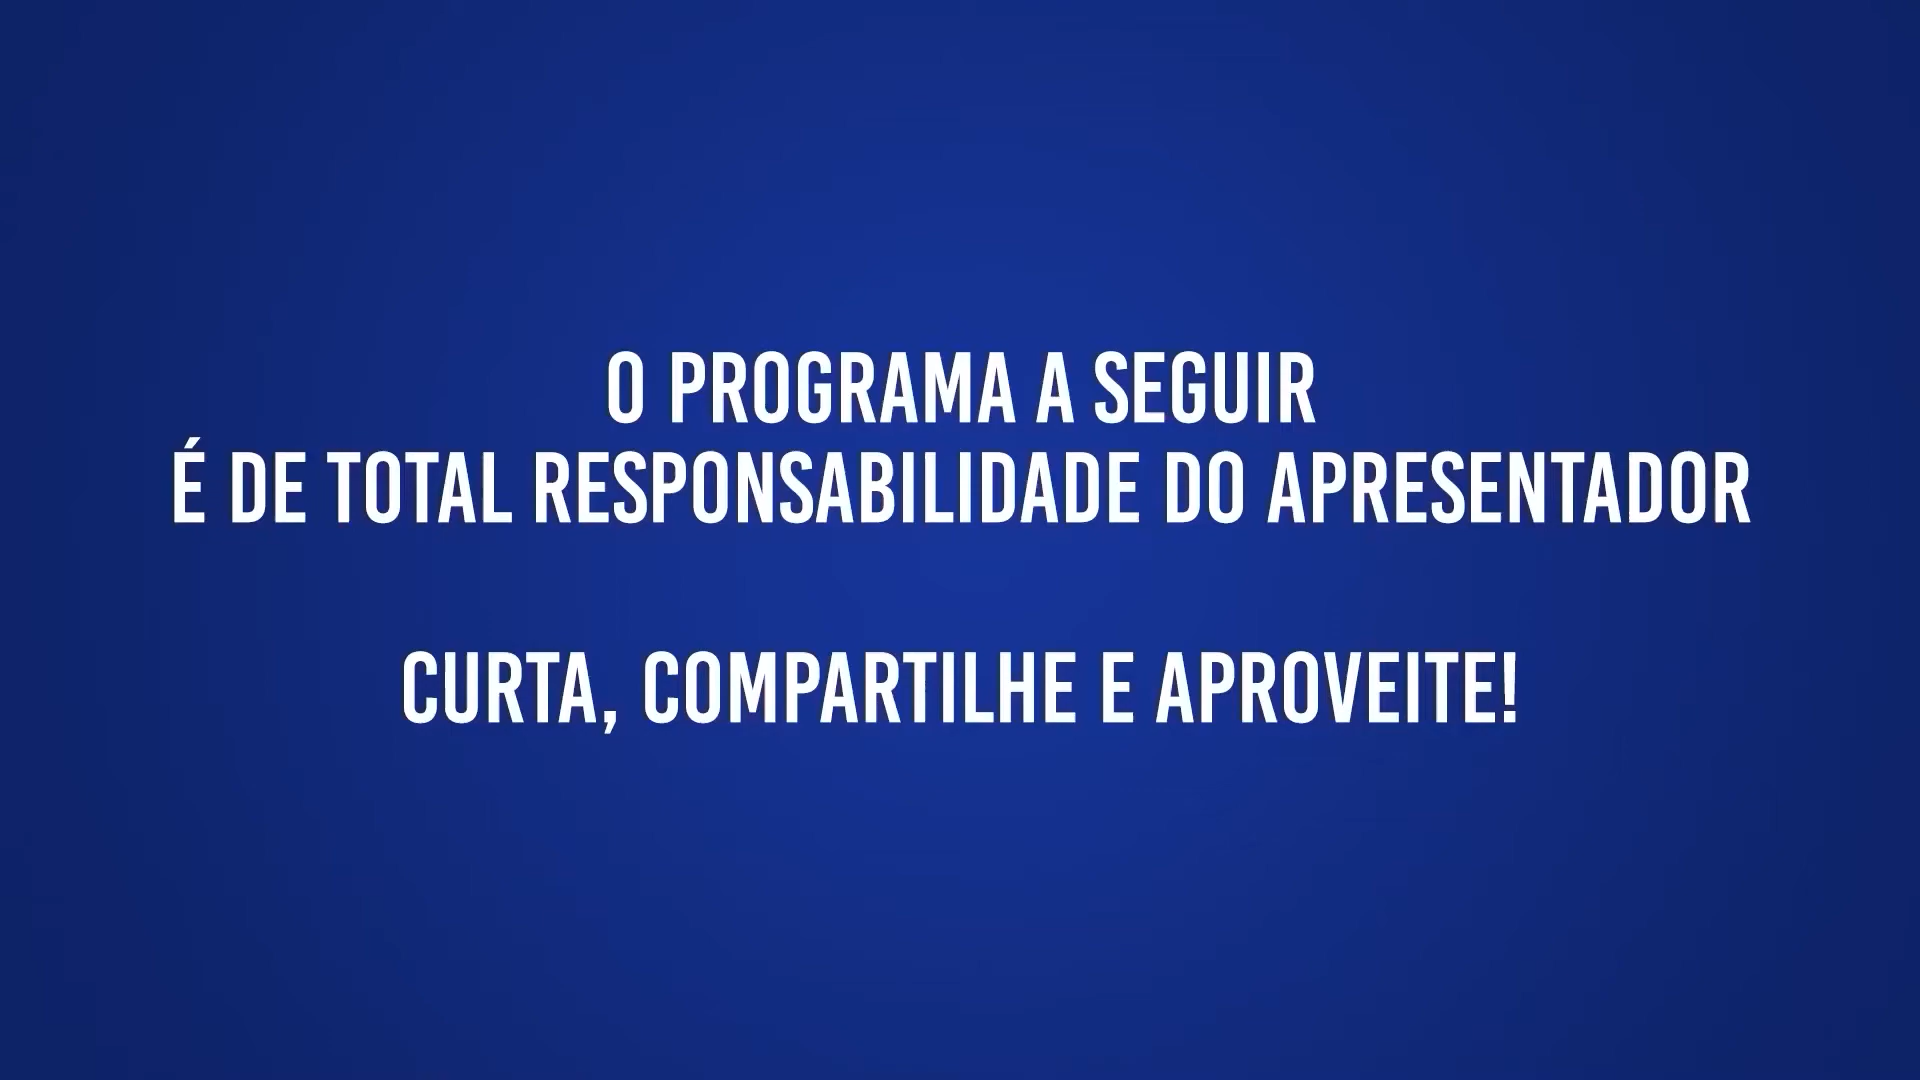 O PROGRAMA A SEGUIR
É DE TOTAL RESPONSABILIDADE DO APRESENTADOR
CURTA, COMPARTILHE E APROVEITE!